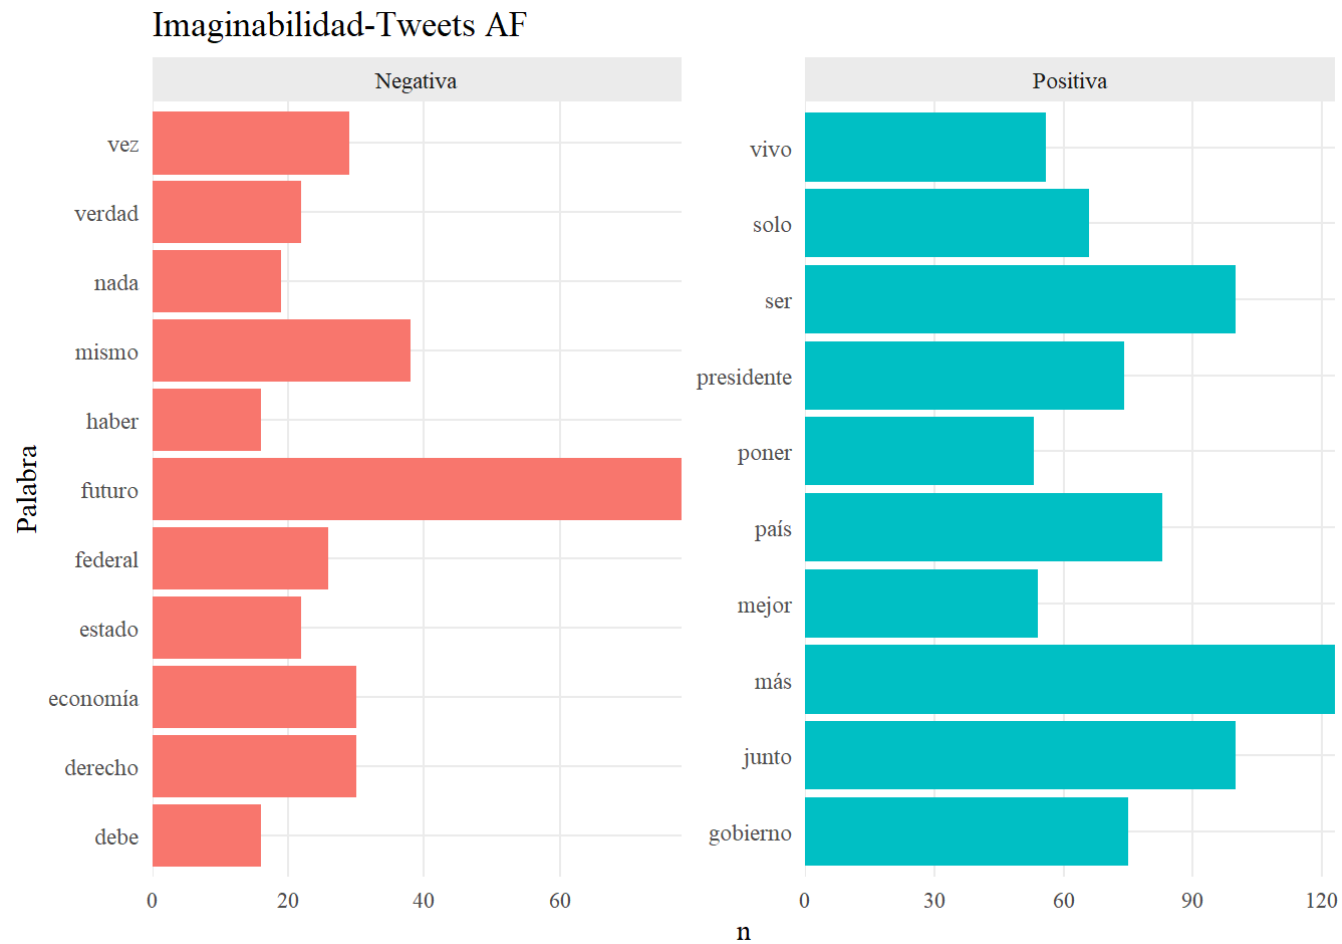 Imaginabilidad-Tweets AF
Negativa
Positiva
Palabra
vez
verdad
nada
mismo
haber
futuro
federal
estado
economía
derecho
debe
0 20 40 60
vivo
solo
ser
presidente
poner
país
mejor
más
junto
gobierno
0 30 60 90 120
n